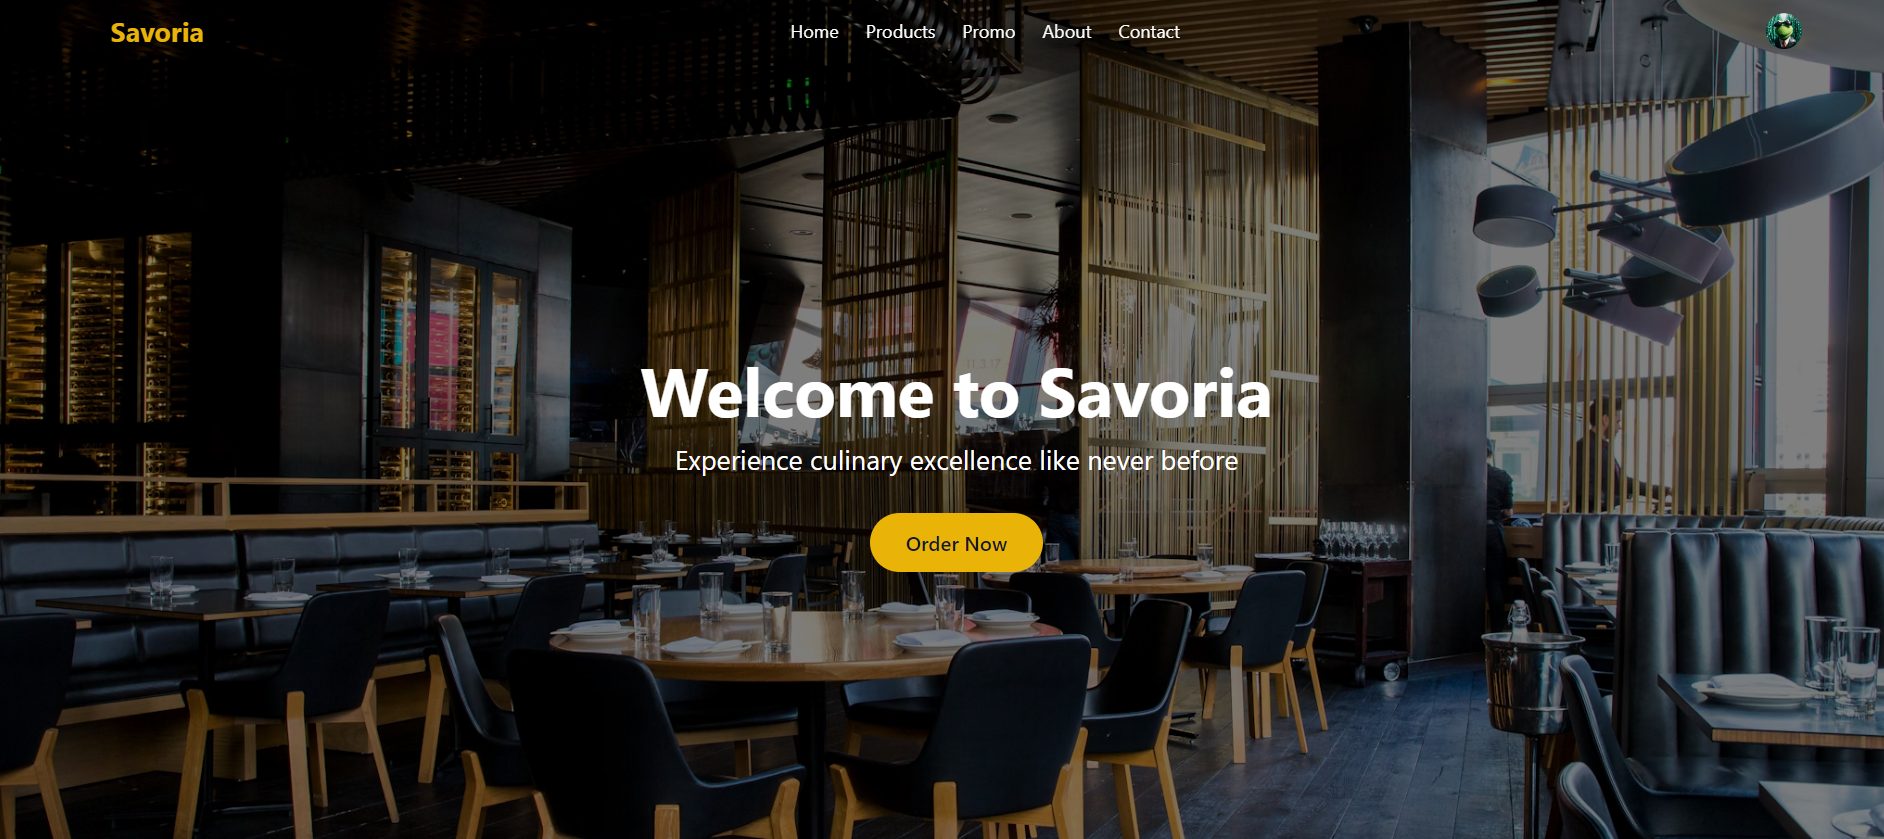 Savoria
Home Products Promo About Contact
Welcome to Savoria
Experience culinary excellence like never before
Order Now